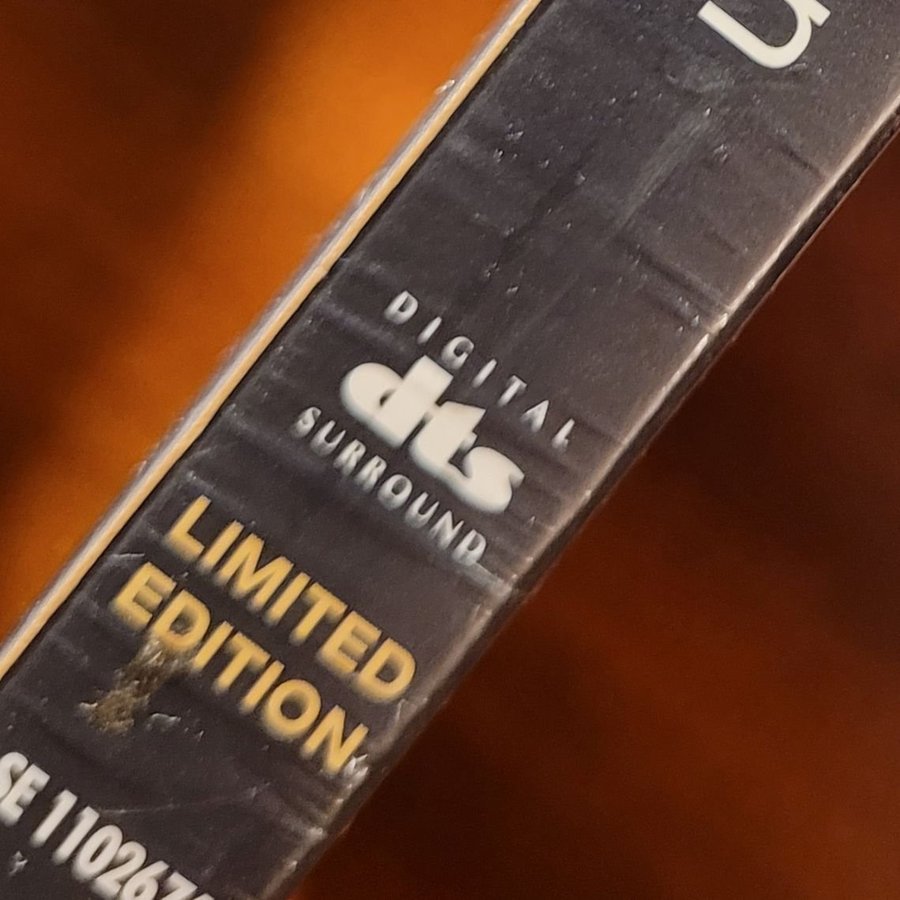 DIGITAL
dts
SURROUND
LIMITED
EDITION